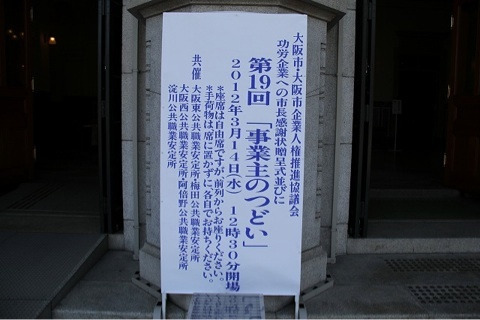 大阪市・大阪市企業人権推進協議会
功労企業への市長感謝状贈呈式並びに
第19回 「事業主のつどい」
2012年3月14日(水) 12時30分開場
＊座席は自由席ですが、前列からお座りください。
＊手荷物は、席に置かずに、各自でお持ちください。
共催
大阪東公共職業安定所 梅田公共職業安定所
大阪西公共職業安定所 阿倍野公共職業安定所
淀川公共職業安定所